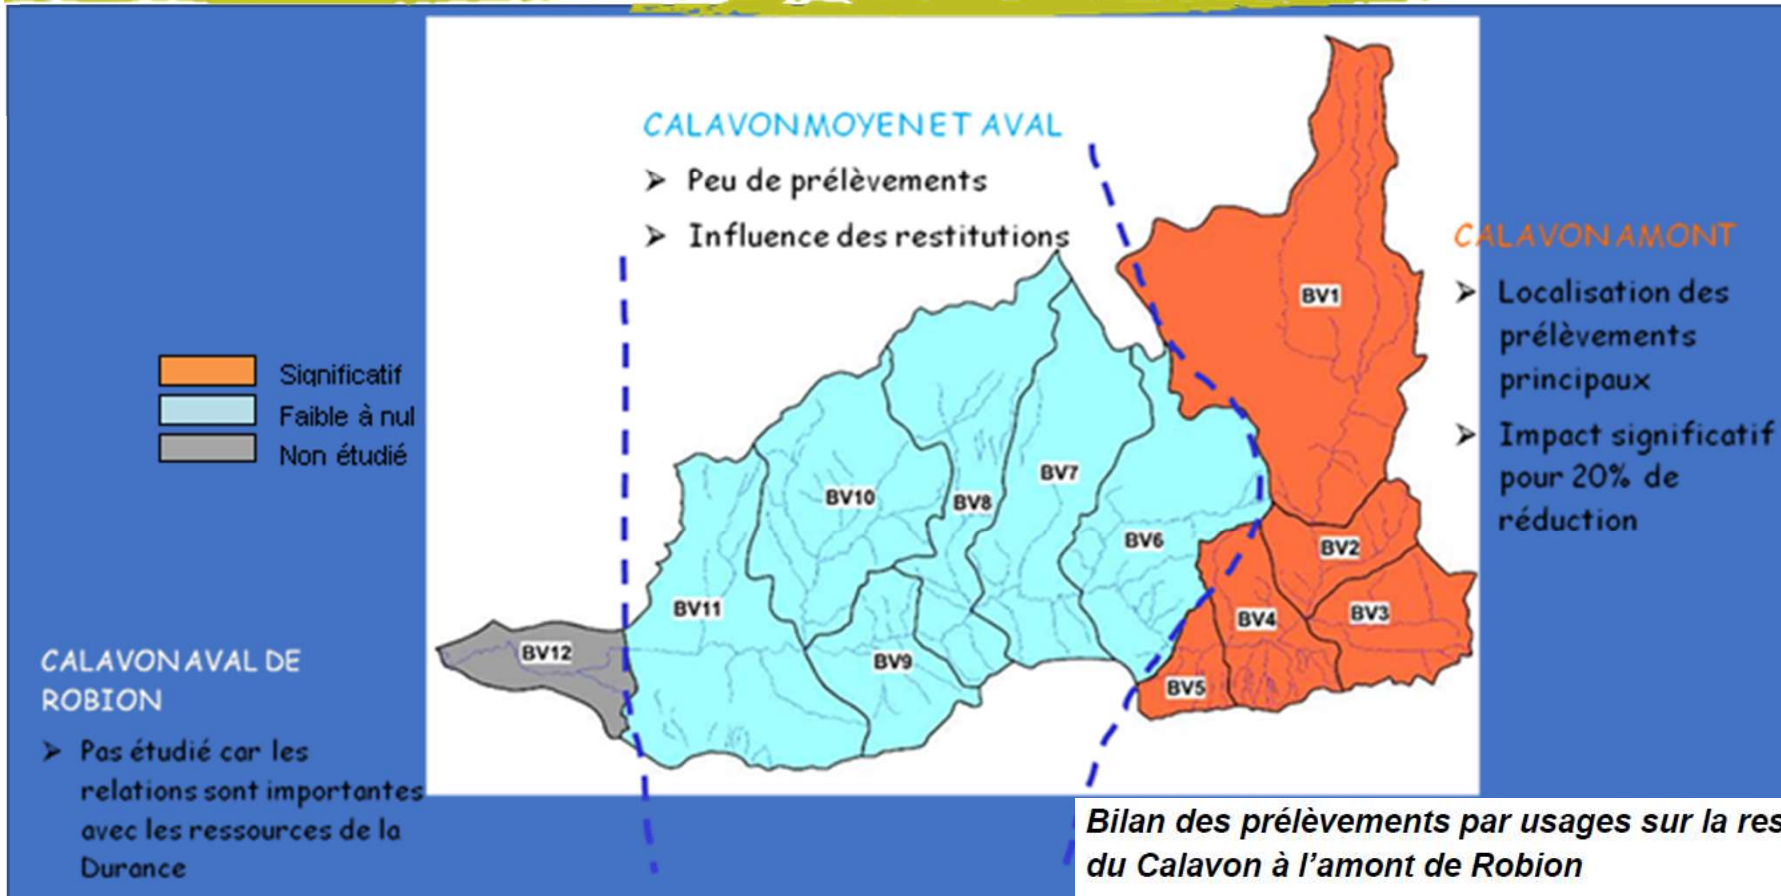 CALAVON MOYEN ET AVAL
➢ Peu de prélèvements
➢ Influence des restitutions
CALAVON AMONT
➢ Localisation des
prélèvements
principaux
➢ Impact significatif
pour 20% de
réduction
Significatif
Faible à nul
Non étudié
BV1
BV2
BV3
BV4
BV5
BV6
BV7
BV8
BV9
BV10
BV11
BV12
CALAVON AVAL DE
ROBION
➢ Pas étudié car les
relations sont importantes
avec les ressources de la
Durance
Bilan des prélèvements par usages sur la res
du Calavon à l'amont de Robion